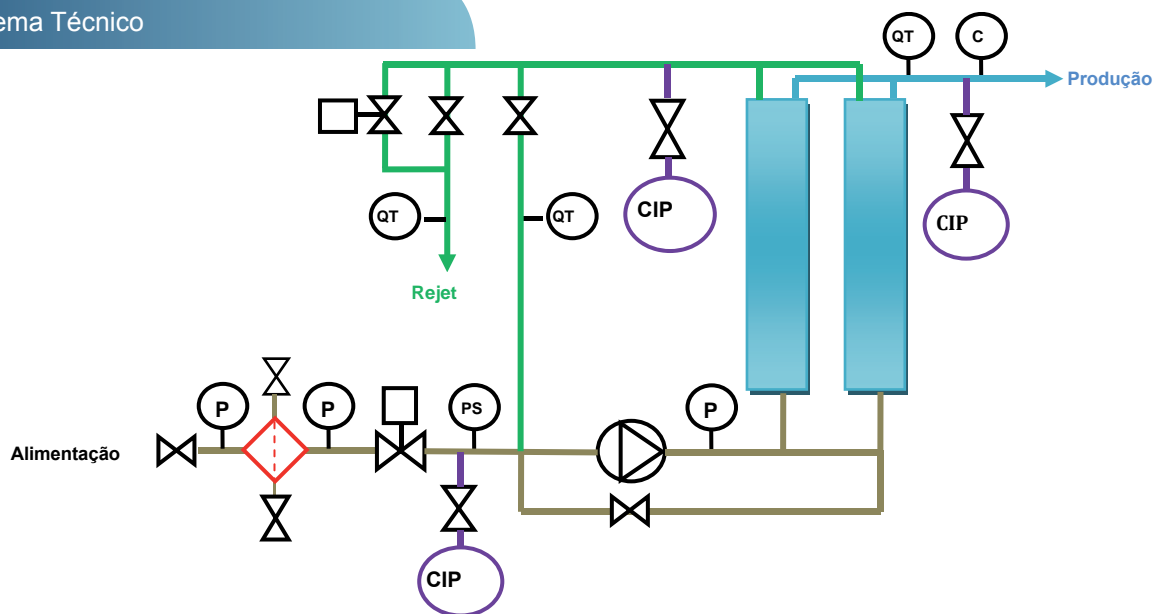 ema Técnico
QT
C
Produção
QT
QT
CIP
CIP
Rejet
P
P
PS
P
Alimentação
CIP